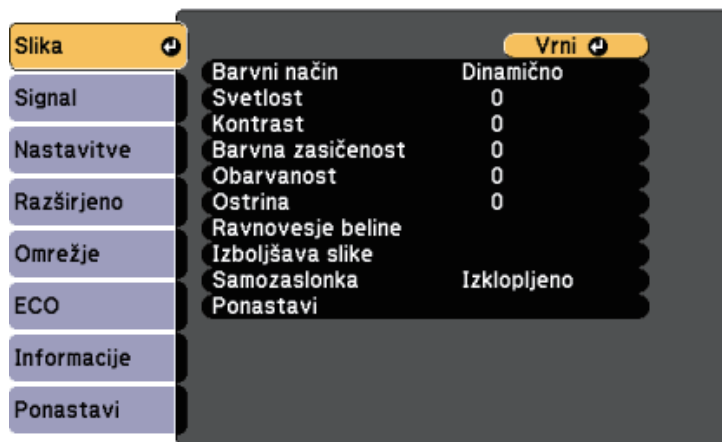 Slika
Signal
Nastavitve
Razširjeno
Omrežje
ECO
Informacije
Ponastavi
Vrni
Barvni način Dinamično
Svetlost 0
Kontrast 0
Barvna zasičenost 0
Obarvanost 0
Ostrina 0
Ravnovesje beline
Izboljšava slike
Samozaslonka Izklopljeno
Ponastavi